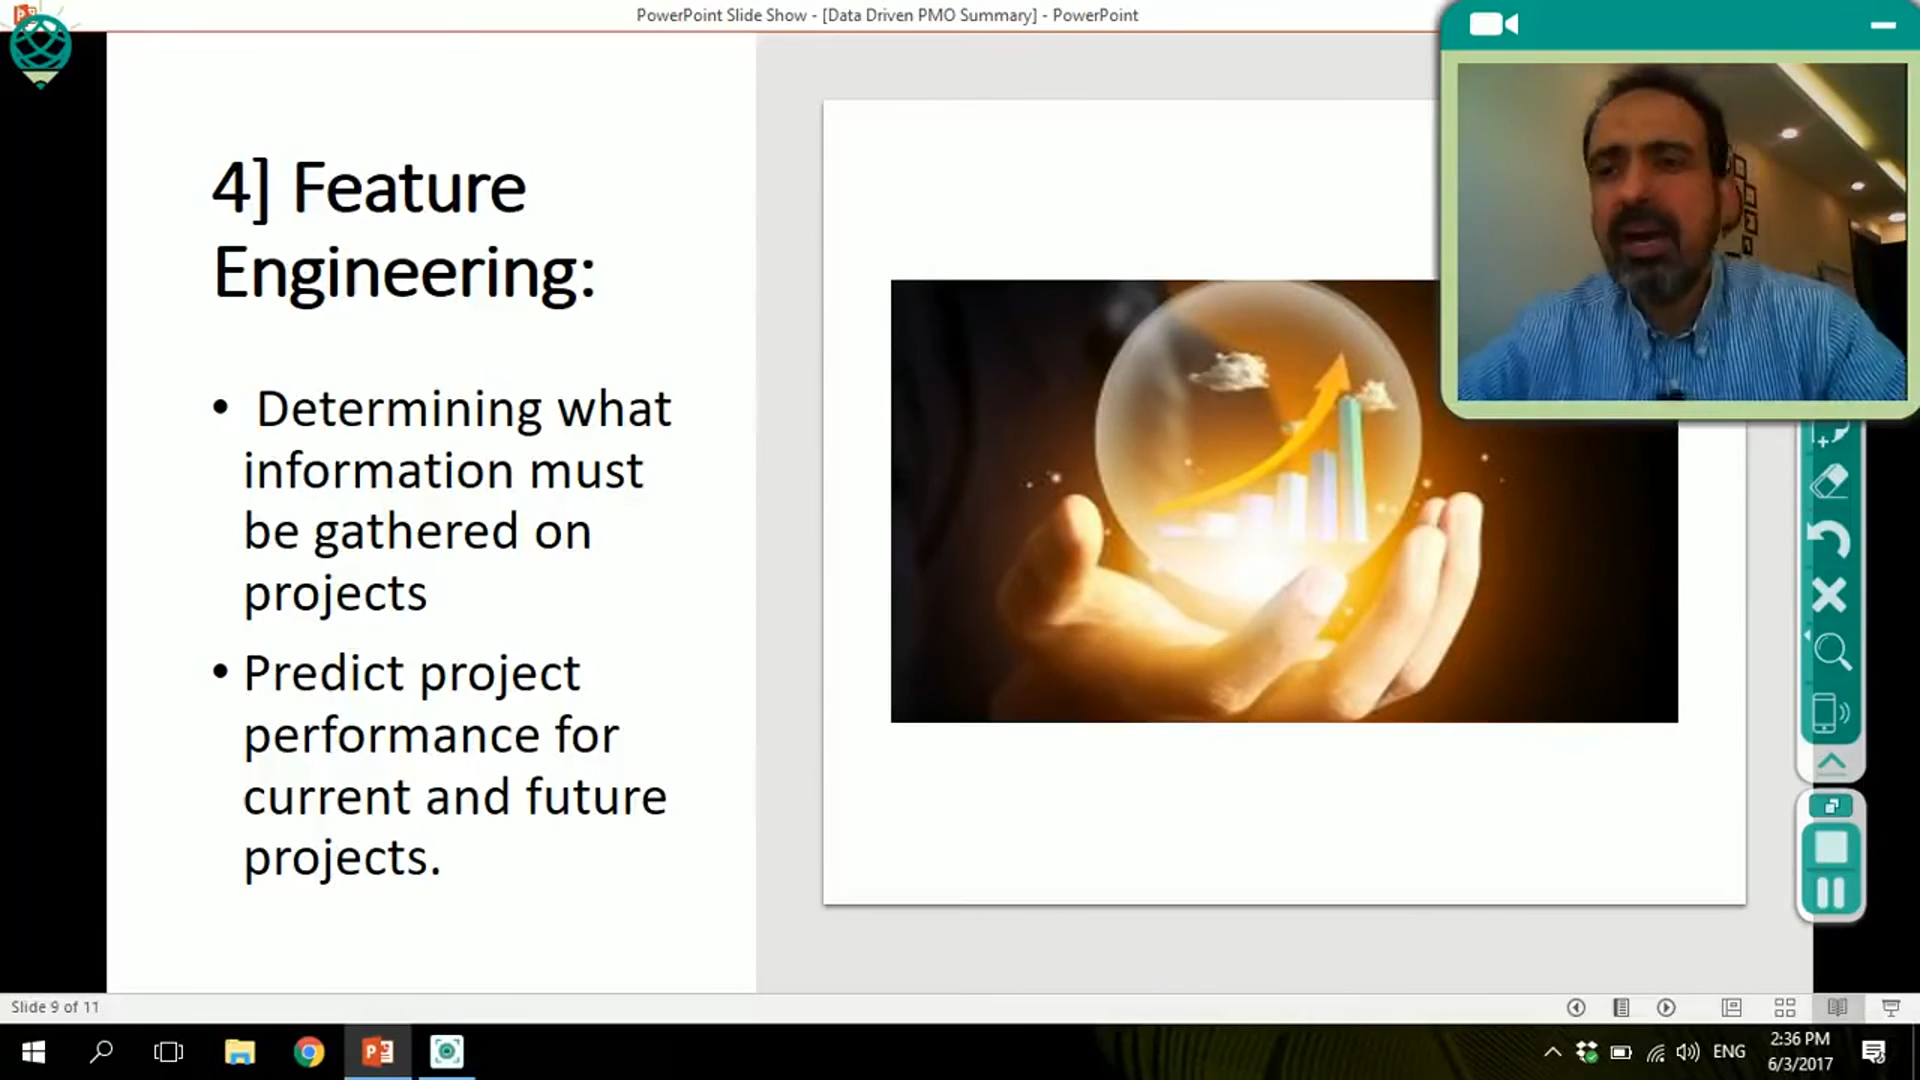 PowerPoint Slide Show - [Data Driven PMO Summary] - PowerPoint
4] Feature
Engineering:
• Determining what
information must
be gathered on
projects
• Predict project
performance for
current and future
projects.
Slide 9 of 11
ENG
2:36 PM
6/3/2017